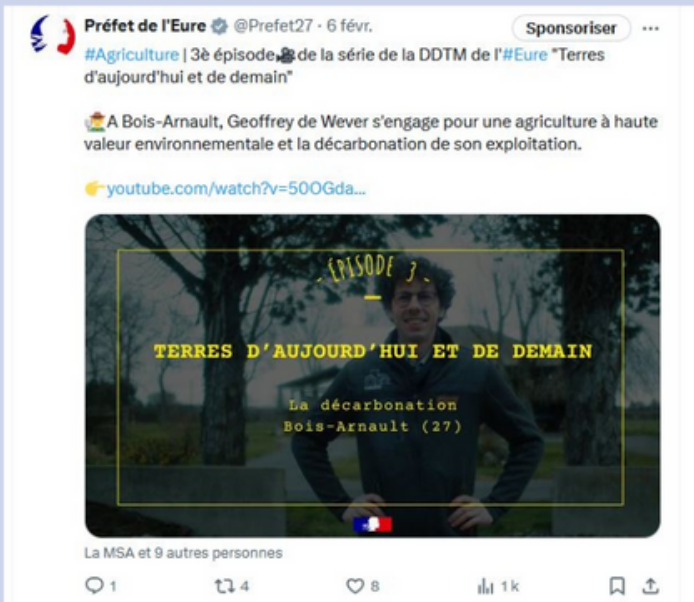 Préfet de l'Eure @Prefet27 · 6 févr.
Sponsoriser
#Agriculture | 3è épisode de la série de la DDTM de l'#Eure "Terres
d'aujourd'hui et de demain"
A Bois-Arnault, Geoffrey de Wever s'engage pour une agriculture à haute
valeur environnementale et la décarbonation de son exploitation.
youtube.com/watch?v=50OGda...
- ÉPISODE 3 -
TERRES D'AUJOURD'HUI ET DE DEMAIN
La décarbonation
Bois-Arnault (27)
La MSA et 9 autres personnes
1 4 8 1 k